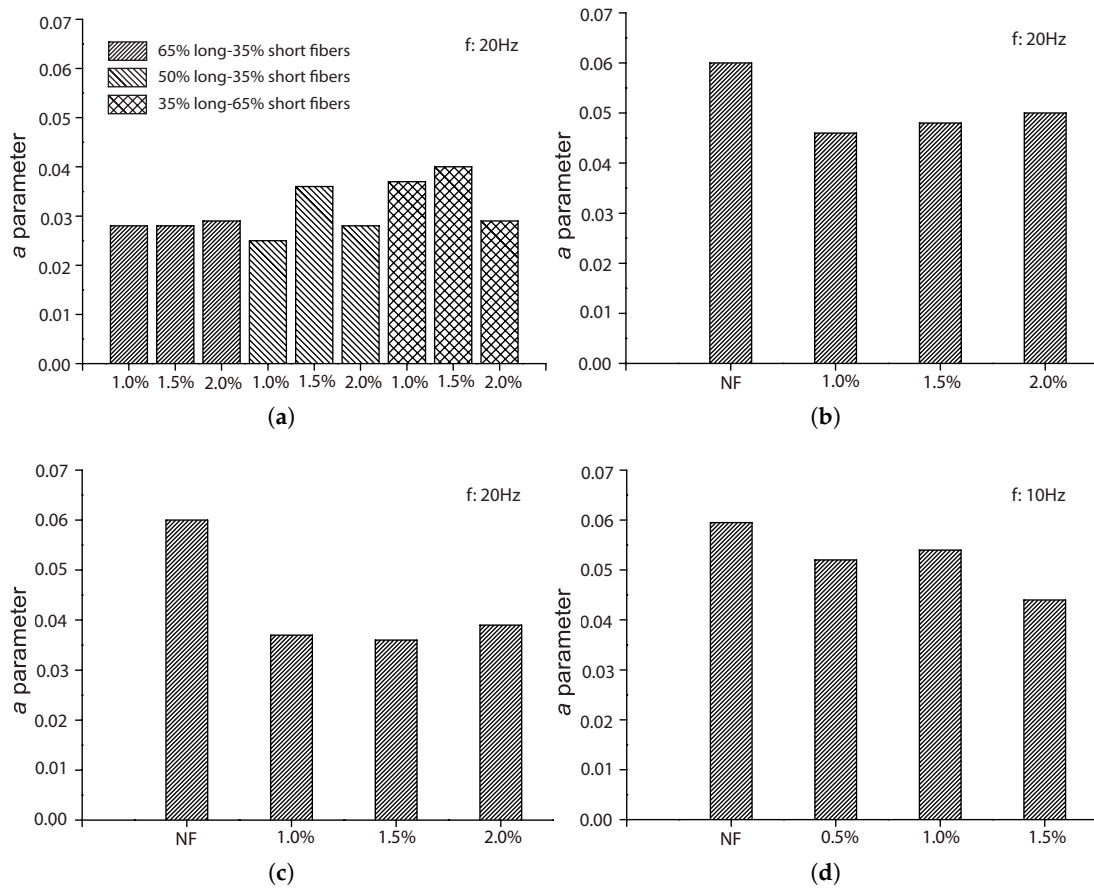 0.07
0.06
0.05
0.04
0.03
0.02
0.01
0.00
a parameter
65% long-35% short fibers
50% long-35% short fibers
35% long-65% short fibers
f: 20Hz
1.0% 1.5% 2.0% 1.0% 1.5% 2.0% 1.0% 1.5% 2.0%
(a)
0.07
0.06
0.05
0.04
0.03
0.02
0.01
0.00
a parameter
f: 20Hz
NF 1.0% 1.5% 2.0%
(b)
0.07
0.06
0.05
0.04
0.03
0.02
0.01
0.00
a parameter
f: 20Hz
NF 1.0% 1.5% 2.0%
(c)
0.07
0.06
0.05
0.04
0.03
0.02
0.01
0.00
a parameter
f: 10Hz
NF 0.5% 1.0% 1.5%
(d)